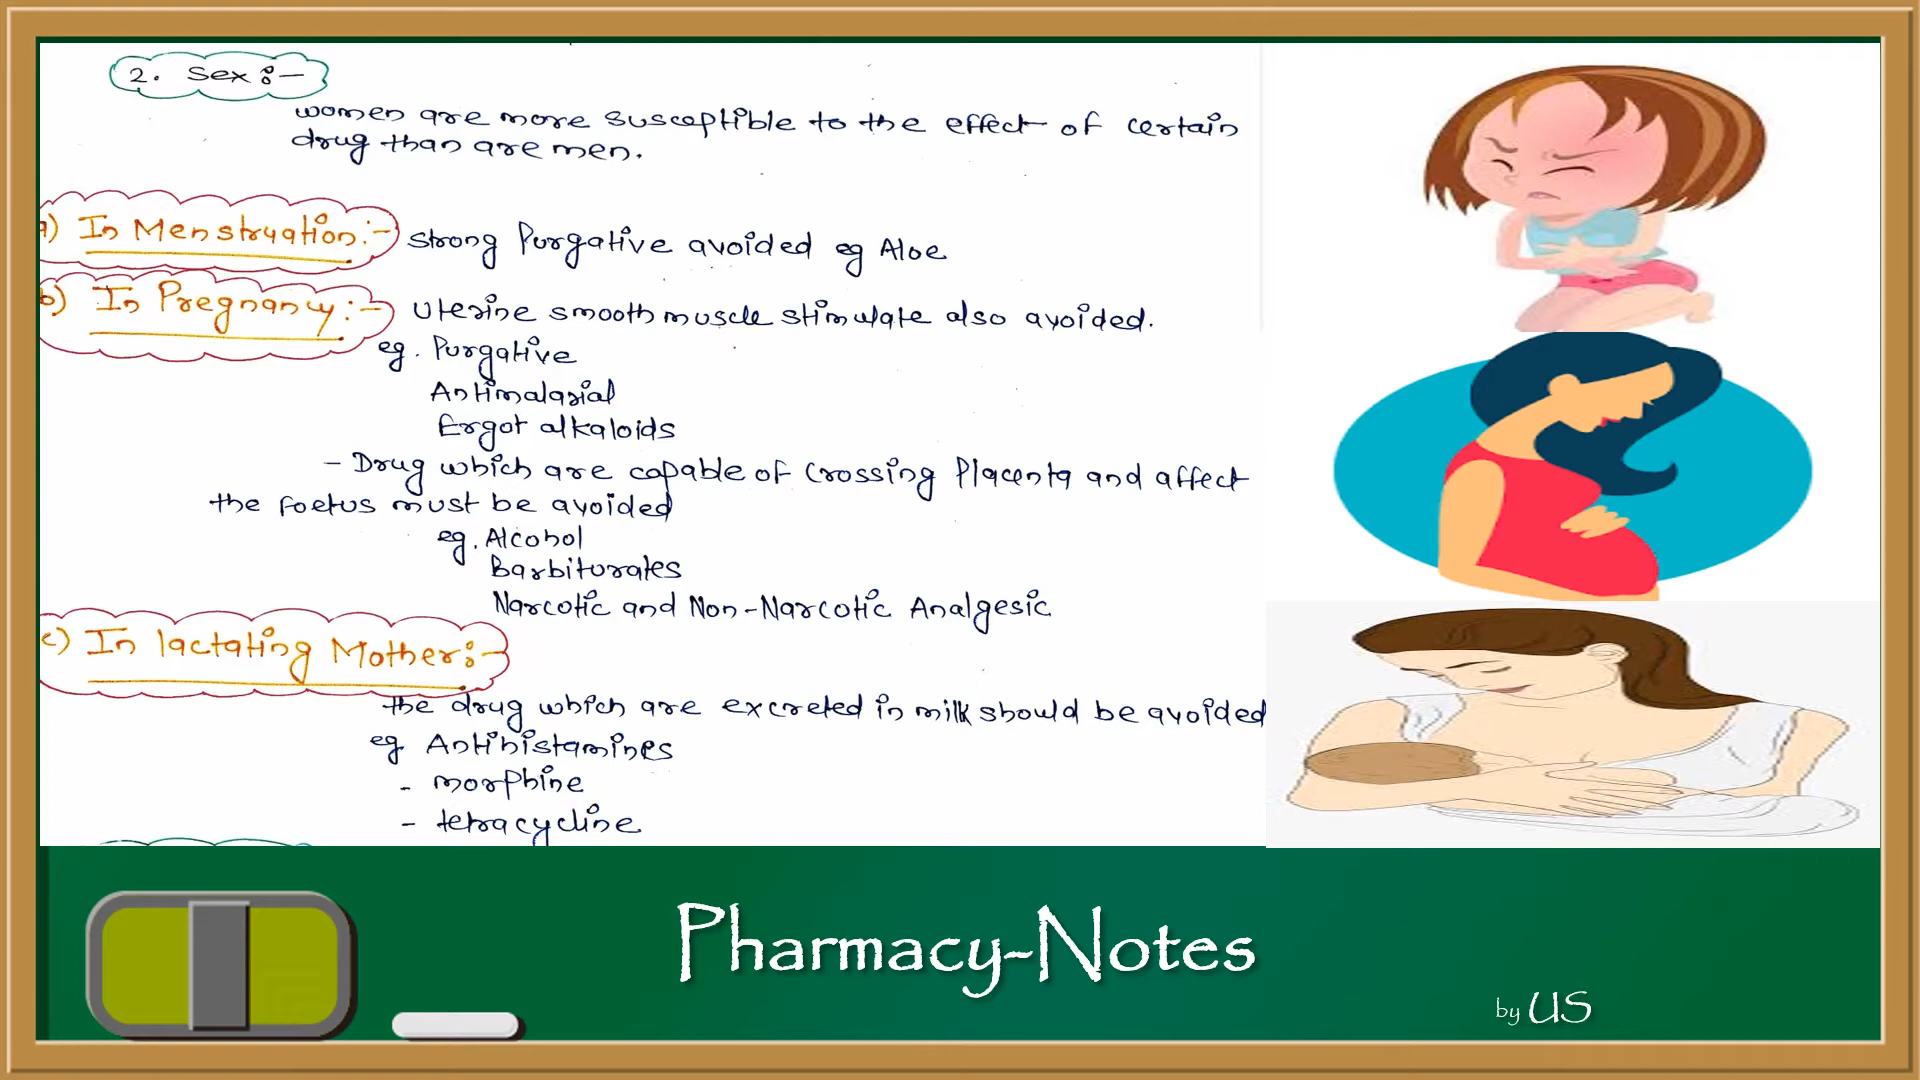 2. Sex:-
women are more susceptible to the effect of certain
drug than are men.
a) In Menstruation:- strong Purgative avoided eg Aloe
b) In Pregnancy:- Uterine smooth muscle stimulate also avoided.
eg. Purgative
Antimalarial
Ergot alkaloids
- Drug which are capable of crossing Placenta and affect
the foetus must be avoided
eg. Alcohol
Barbiturates
Narcotic and Non-Narcotic Analgesic
c) In lactating Mother:-
the drug which are excreted in milk should be avoided
eg Antihistamines
- morphine
- tetracycline
Pharmacy-Notes
by US